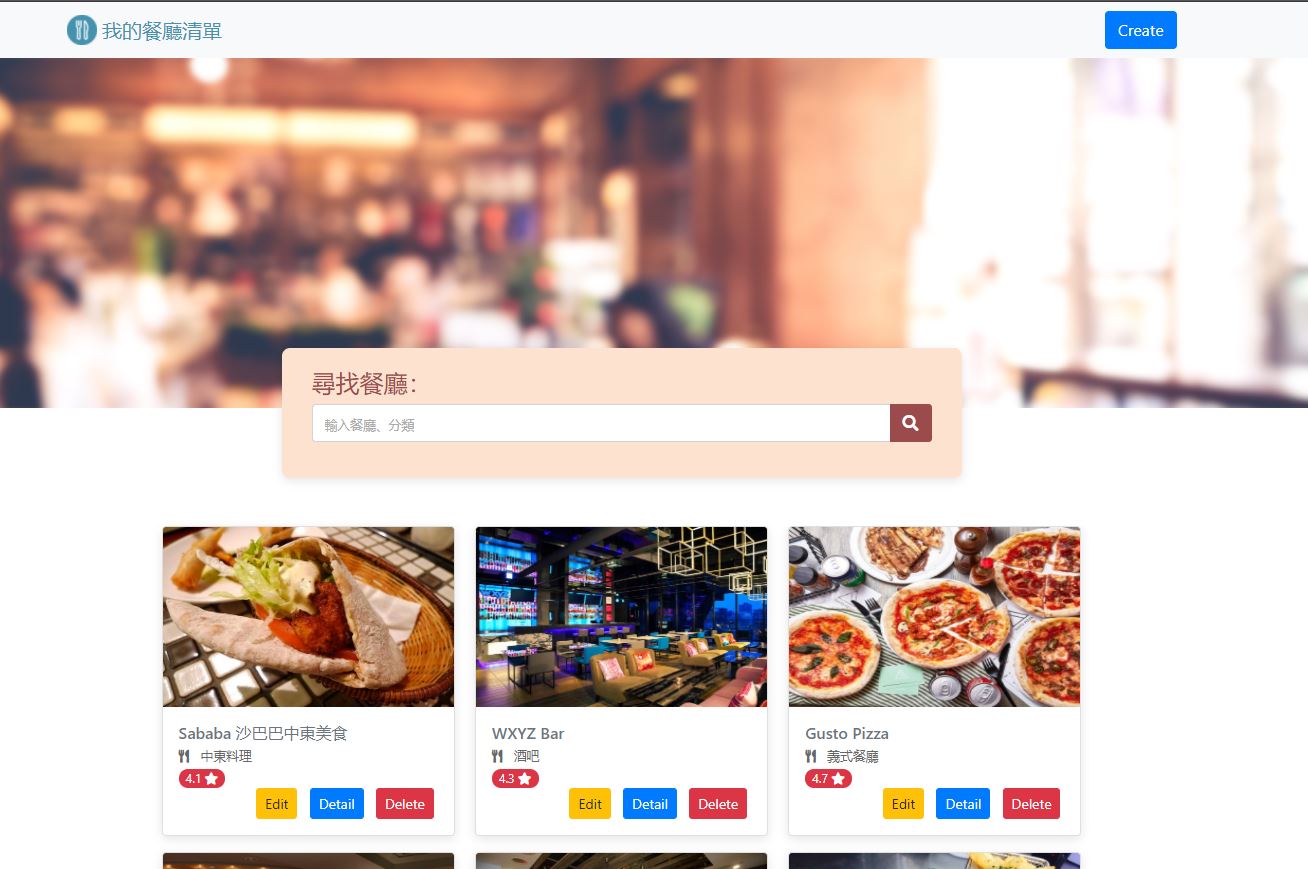 我的餐廳清單
Create
尋找餐廳：
輸入餐廳、分類
Sababa 沙巴巴中東美食
中東料理
4.1
Edit Detail Delete
WXYZ Bar
酒吧
4.3
Edit Detail Delete
Gusto Pizza
義式餐廳
4.7
Edit Detail Delete